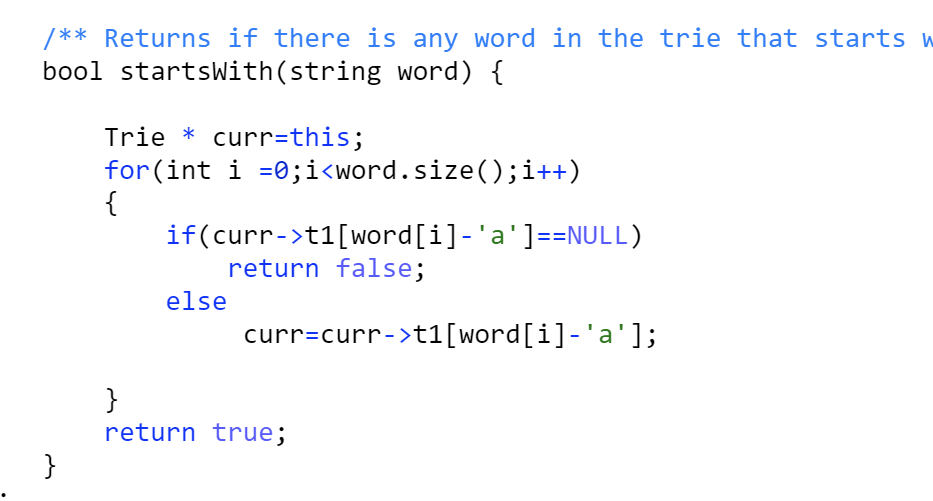 /** Returns if there is any word in the trie that starts
bool startsWith(string word) {
Trie * curr=this;
for(int i =0;i<word.size();i++)
{
if(curr->t1[word[i]-'a']==NULL)
return false;
else
curr=curr->t1[word[i]-'a'];
}
return true;
}